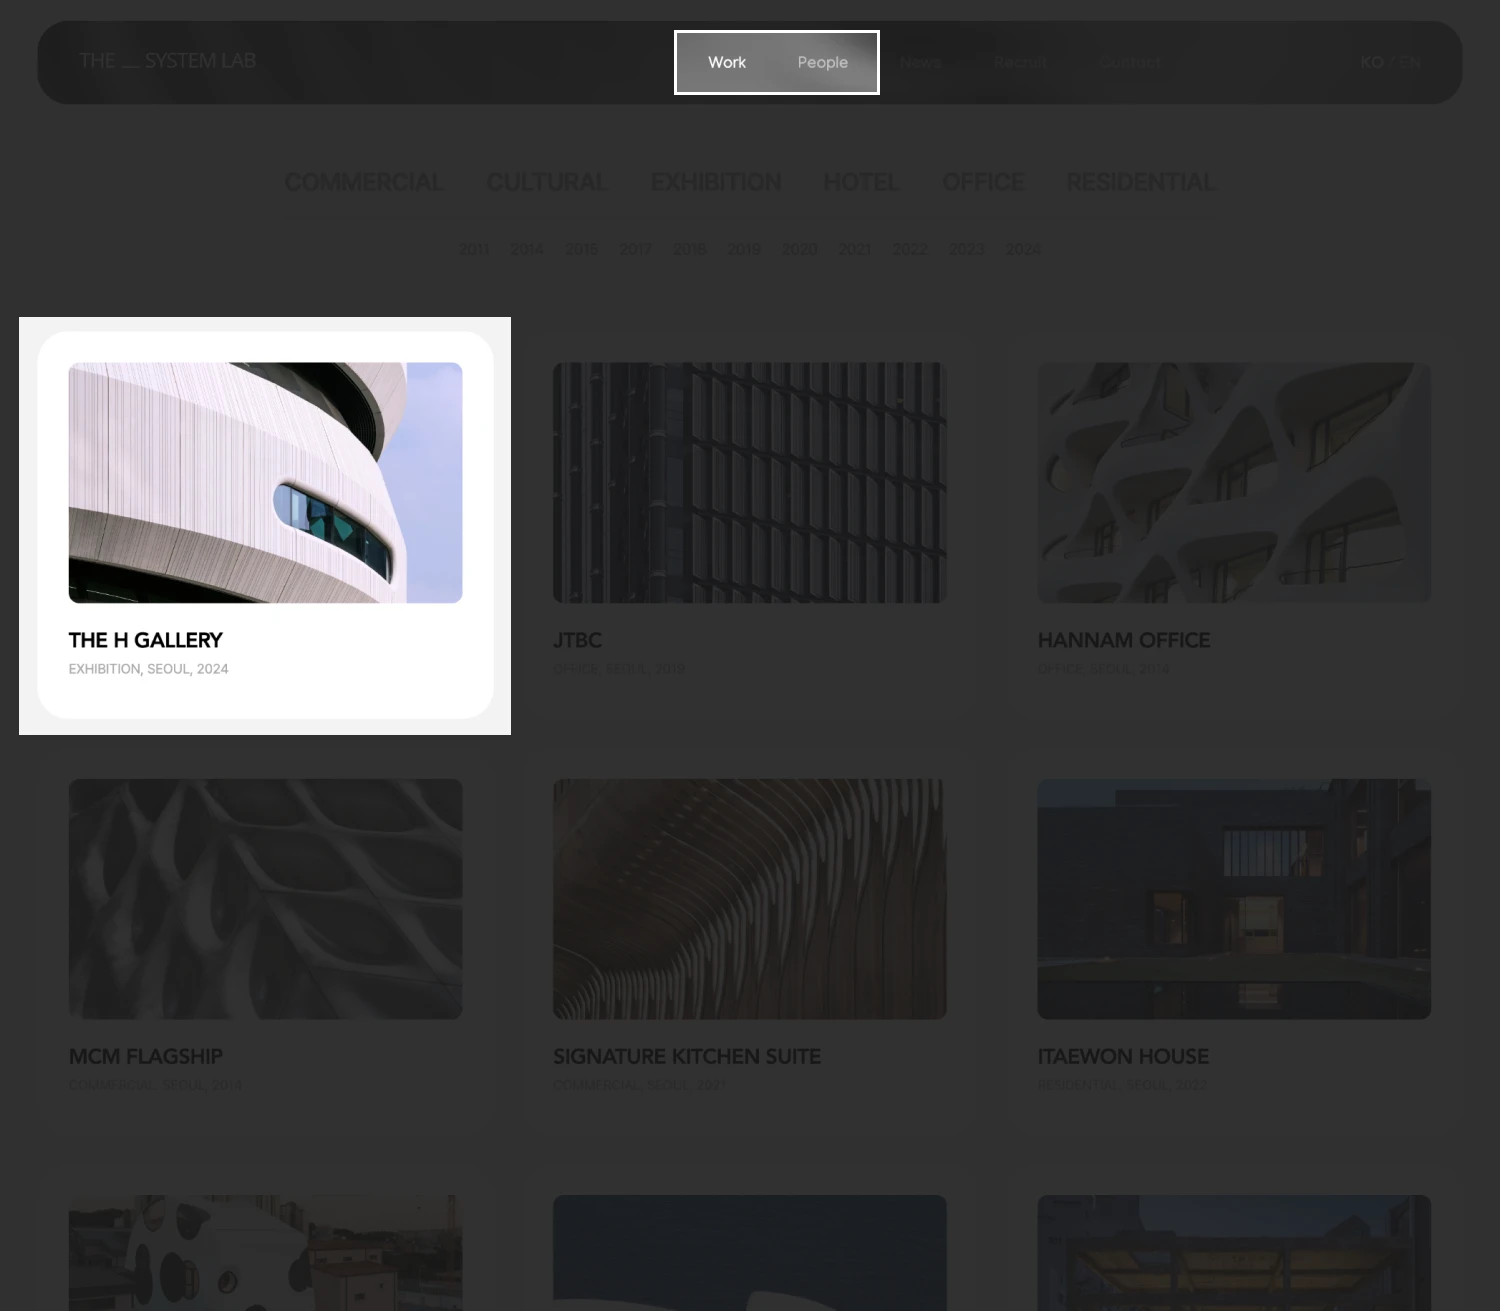 THE __ SYSTEM LAB
Work People News Recruit Contact
KO / EN
COMMERCIAL CULTURAL EXHIBITION HOTEL OFFICE RESIDENTIAL
2011 2014 2015 2017 2018 2019 2020 2021 2022 2023 2024
THE H GALLERY
EXHIBITION, SEOUL, 2024
JTBC
OFFICE, SEOUL, 2019
HANNAM OFFICE
OFFICE, SEOUL, 2014
MCM FLAGSHIP
COMMERCIAL, SEOUL, 2018
SIGNATURE KITCHEN SUITE
COMMERCIAL, SEOUL, 2021
ITAEWON HOUSE
RESIDENTIAL, SEOUL, 2022